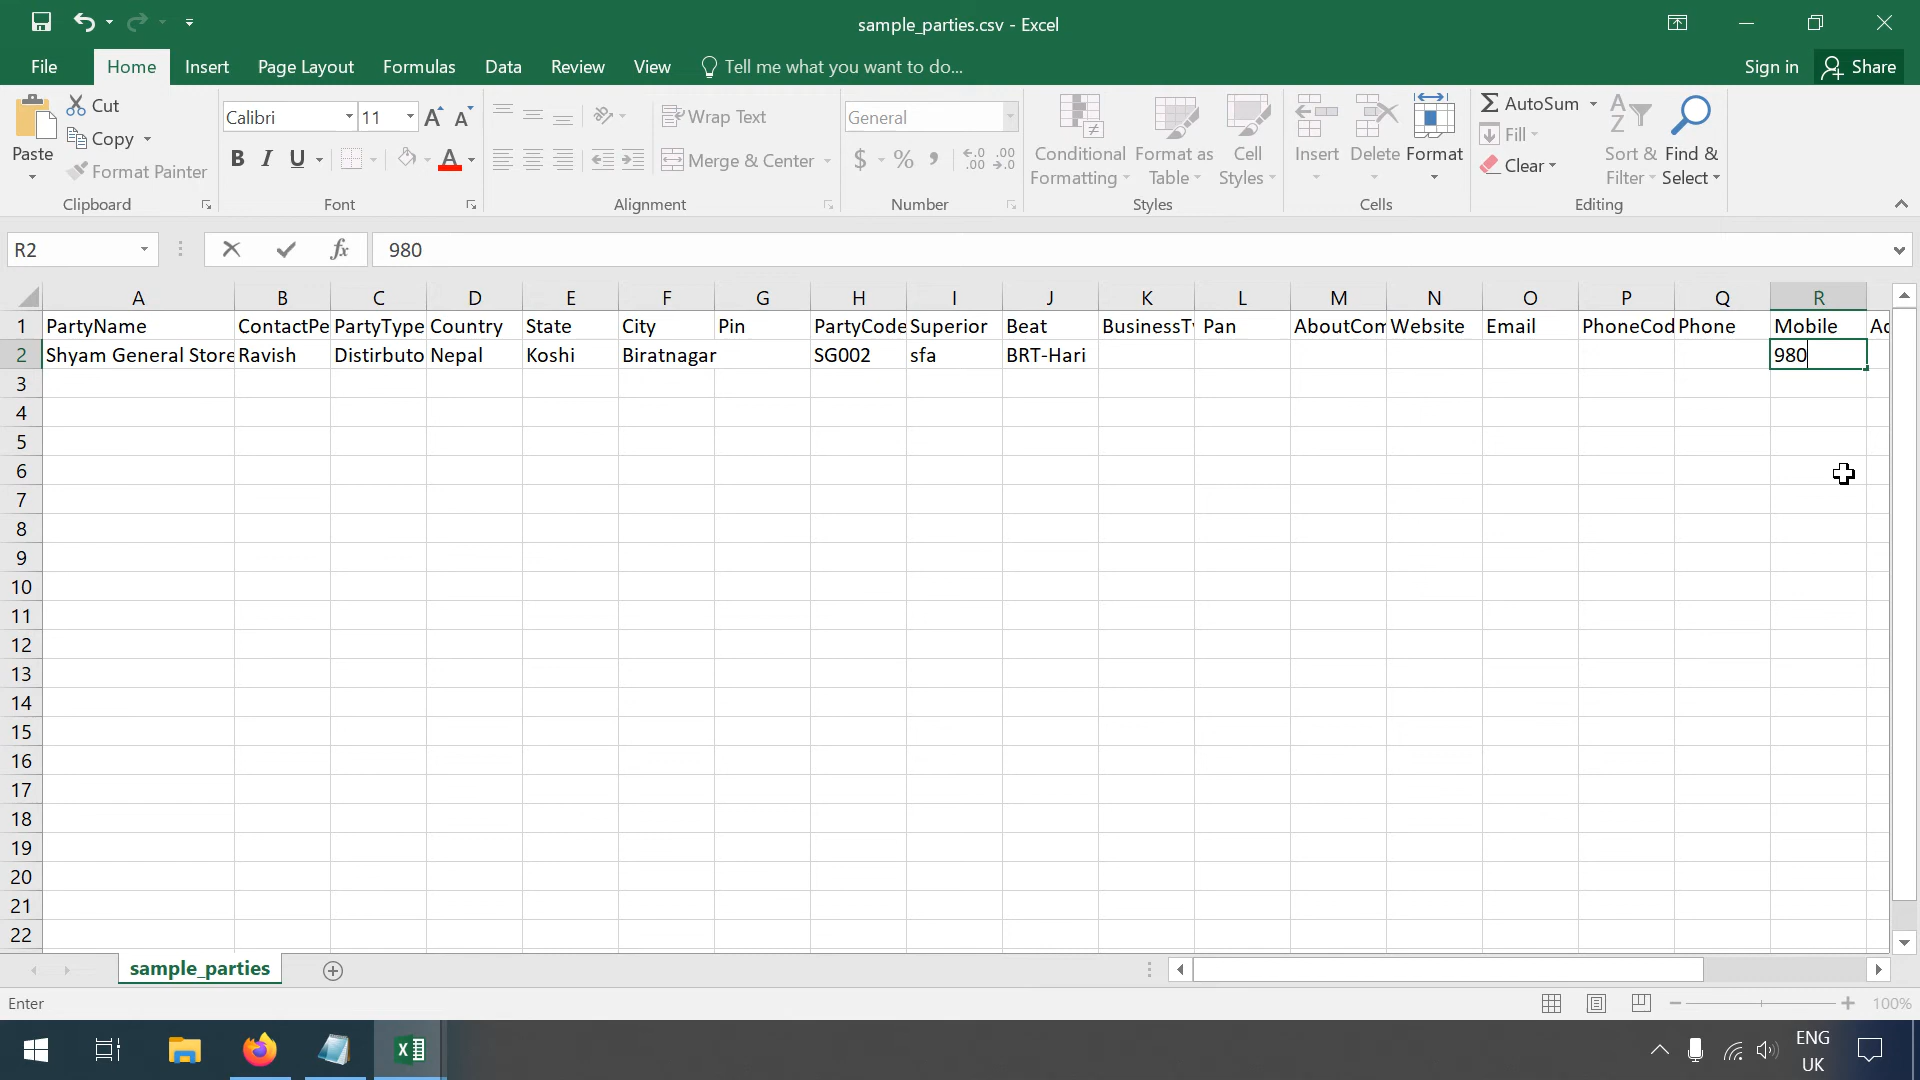 sample_parties.csv - Excel
File Home Insert Page Layout Formulas Data Review View Tell me what you want to do... Sign in Share
Paste Cut Copy Format Painter Clipboard
Calibri 11 A A B I U A Font
Wrap Text Merge & Center Alignment
General $ % , .0 .00 Number
Conditional Formatting Format as Table Cell Styles Styles
Insert Delete Format Cells
AutoSum Fill Clear Sort & Filter Find & Select Editing
R2 fx 980
A B C D E F G H I J K L M N O P Q R
1 PartyName ContactPe PartyType Country State City Pin PartyCode Superior Beat BusinessTy Pan AboutCom Website Email PhoneCod Phone Mobile Ad
2 Shyam General Store Ravish Distirbuto Nepal Koshi Biratnagar SG002 sfa BRT-Hari 980
3
4
5
6
7
8
9
10
11
12
13
14
15
16
17
18
19
20
21
22
sample_parties
Enter 100%
ENG
UK